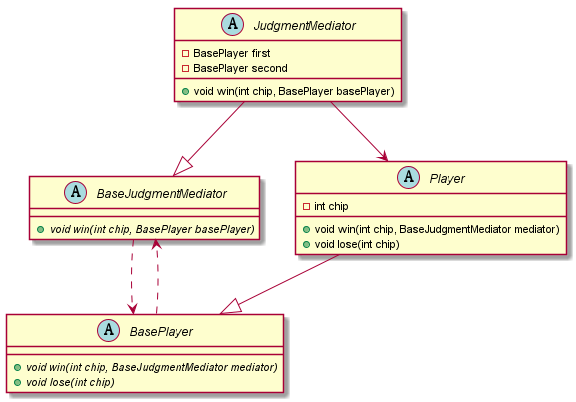 A JudgmentMediator
BasePlayer first
BasePlayer second
void win(int chip, BasePlayer basePlayer)
A BaseJudgmentMediator
void win(int chip, BasePlayer basePlayer)
A Player
int chip
void win(int chip, BaseJudgmentMediator mediator)
void lose(int chip)
A BasePlayer
void win(int chip, BaseJudgmentMediator mediator)
void lose(int chip)